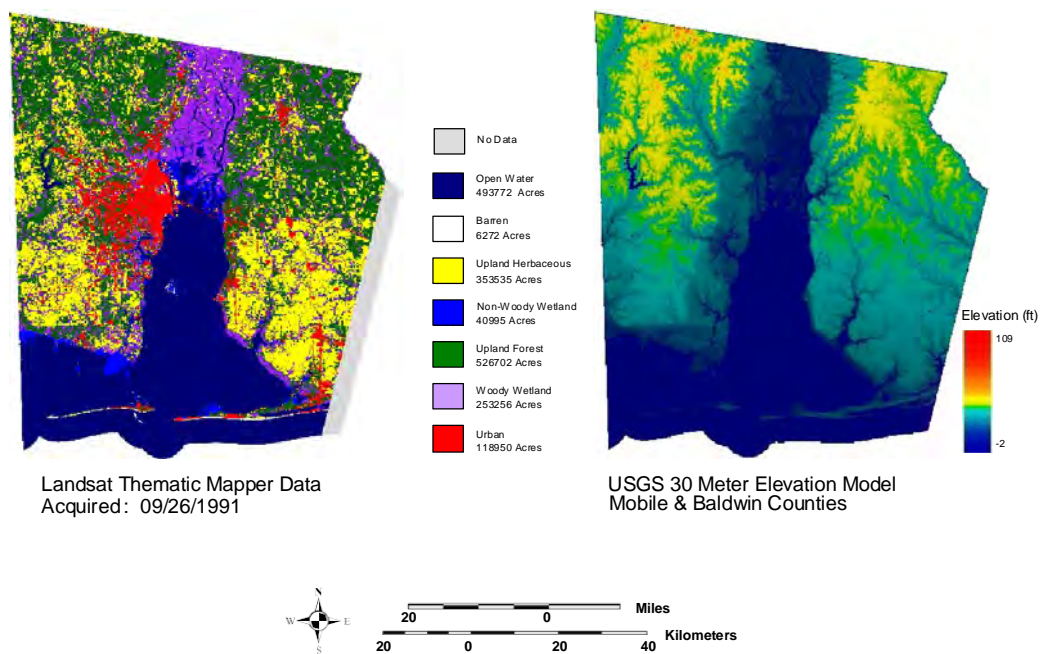 No Data
Open Water
493772 Acres
Barren
6272 Acres
Upland Herbaceous
353535 Acres
Non-Woody Wetland
40995 Acres
Upland Forest
526702 Acres
Woody Wetland
253256 Acres
Urban
118950 Acres
Elevation (ft)
109
-2
Landsat Thematic Mapper Data
Acquired: 09/26/1991
USGS 30 Meter Elevation Model
Mobile & Baldwin Counties
N
W E
S
20 0 Miles
20 0 20 40 Kilometers